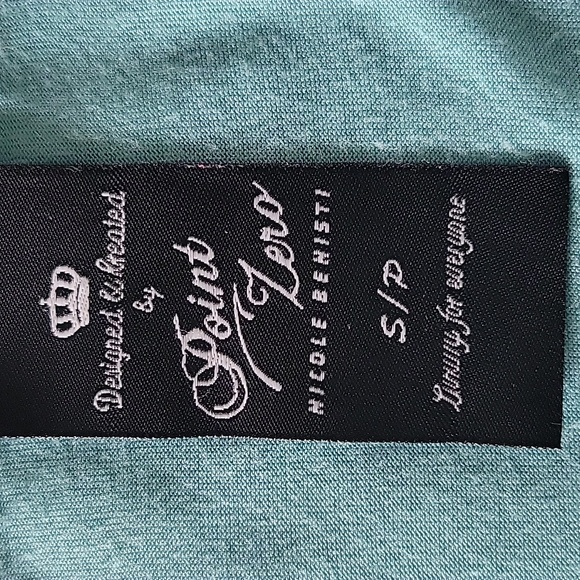 Designed & Created
by
Point
Zero
NICOLE BENISTI
S/P
Luxury for everyone